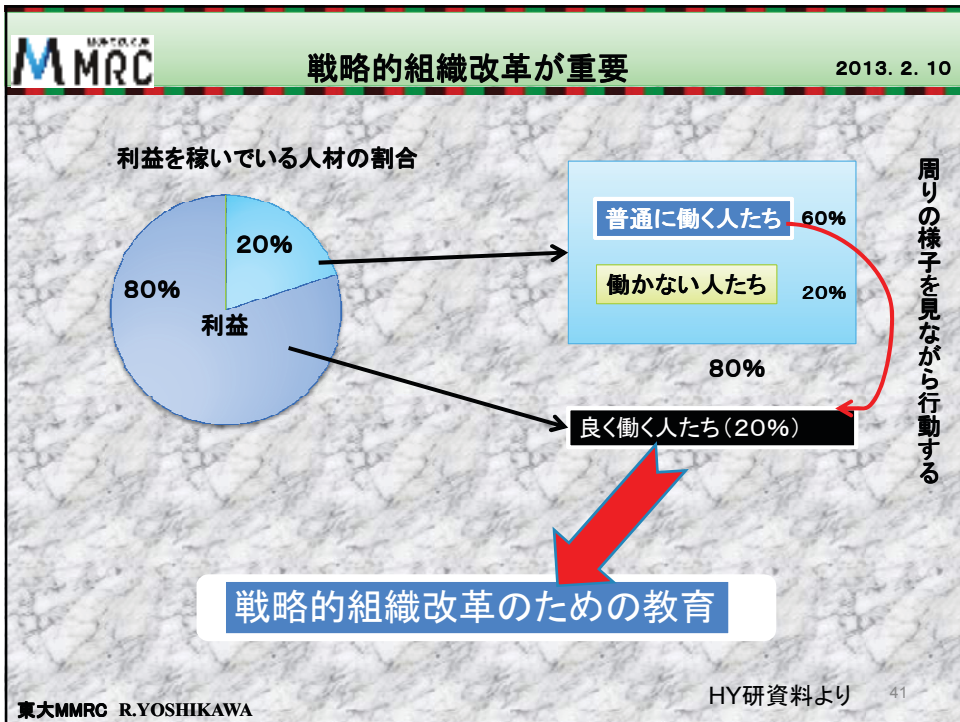 MMRC
戦略的組織改革が重要
2013. 2. 10
利益を稼いでいる人材の割合
20%
80%
利益
普通に働く人たち 60%
働かない人たち 20%
80%
良く働く人たち(20%)
周りの様子を見ながら行動する
戦略的組織改革のための教育
HY研資料より 41
東大MMRC R.YOSHIKAWA